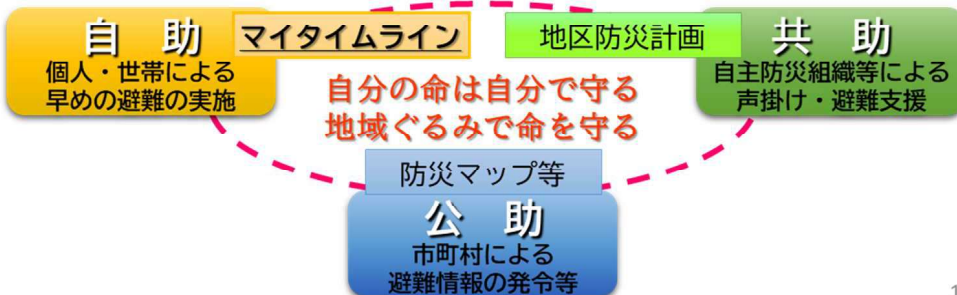 自 助
マイタイムライン
個人・世帯による
早めの避難の実施
地区防災計画
共 助
自主防災組織等による
声掛け・避難支援
自分の命は自分で守る
地域ぐるみで命を守る
防災マップ等
公 助
市町村による
避難情報の発令等
1